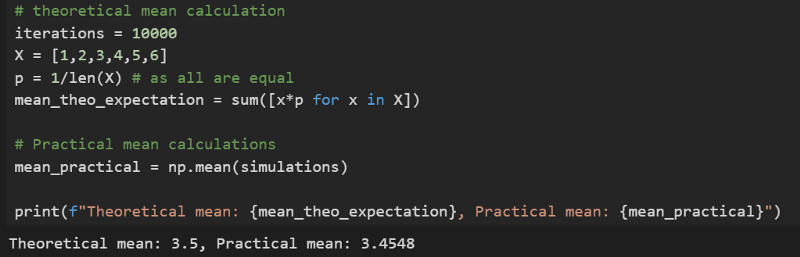 # theoretical mean calculation
iterations = 10000
X = [1,2,3,4,5,6]
p = 1/len(X) # as all are equal
mean_theo_expectation = sum([x*p for x in X])
# Practical mean calculations
mean_practical = np.mean(simulations)
print(f"Theoretical mean: {mean_theo_expectation}, Practical mean: {mean_practical}")
Theoretical mean: 3.5, Practical mean: 3.4548